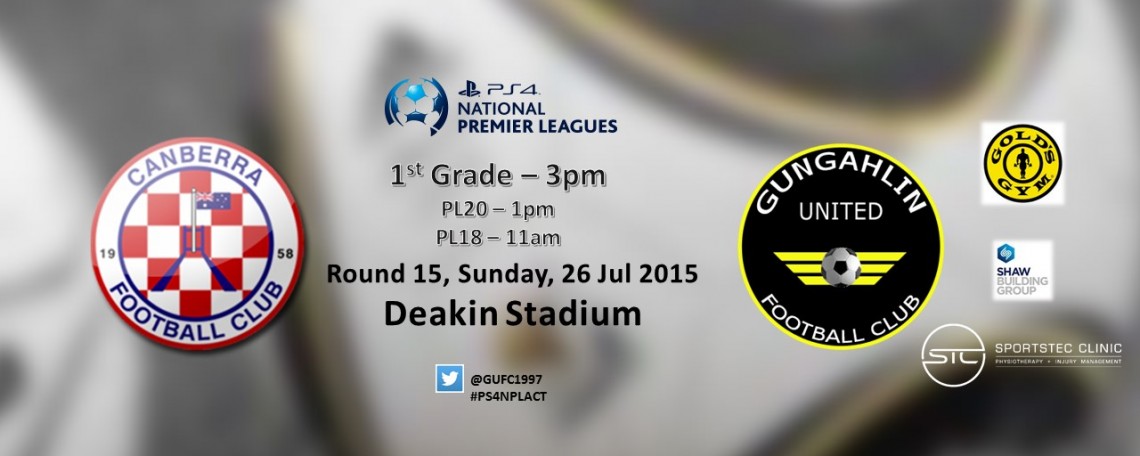 CANBERRA
19 58
FOOTBALL CLUB
PS4
NATIONAL
PREMIER LEAGUES
1st Grade – 3pm
PL20 – 1pm
PL18 – 11am
Round 15, Sunday, 26 Jul 2015
Deakin Stadium
@GUFC1997
#PS4NPLACT
GUNGAHLIN
UNITED
FOOTBALL CLUB
GOLD'S
GYM
SHAW
BUILDING
GROUP
STC
SPORTSTEC CLINIC
PHYSIOTHERAPY + INJURY MANAGEMENT